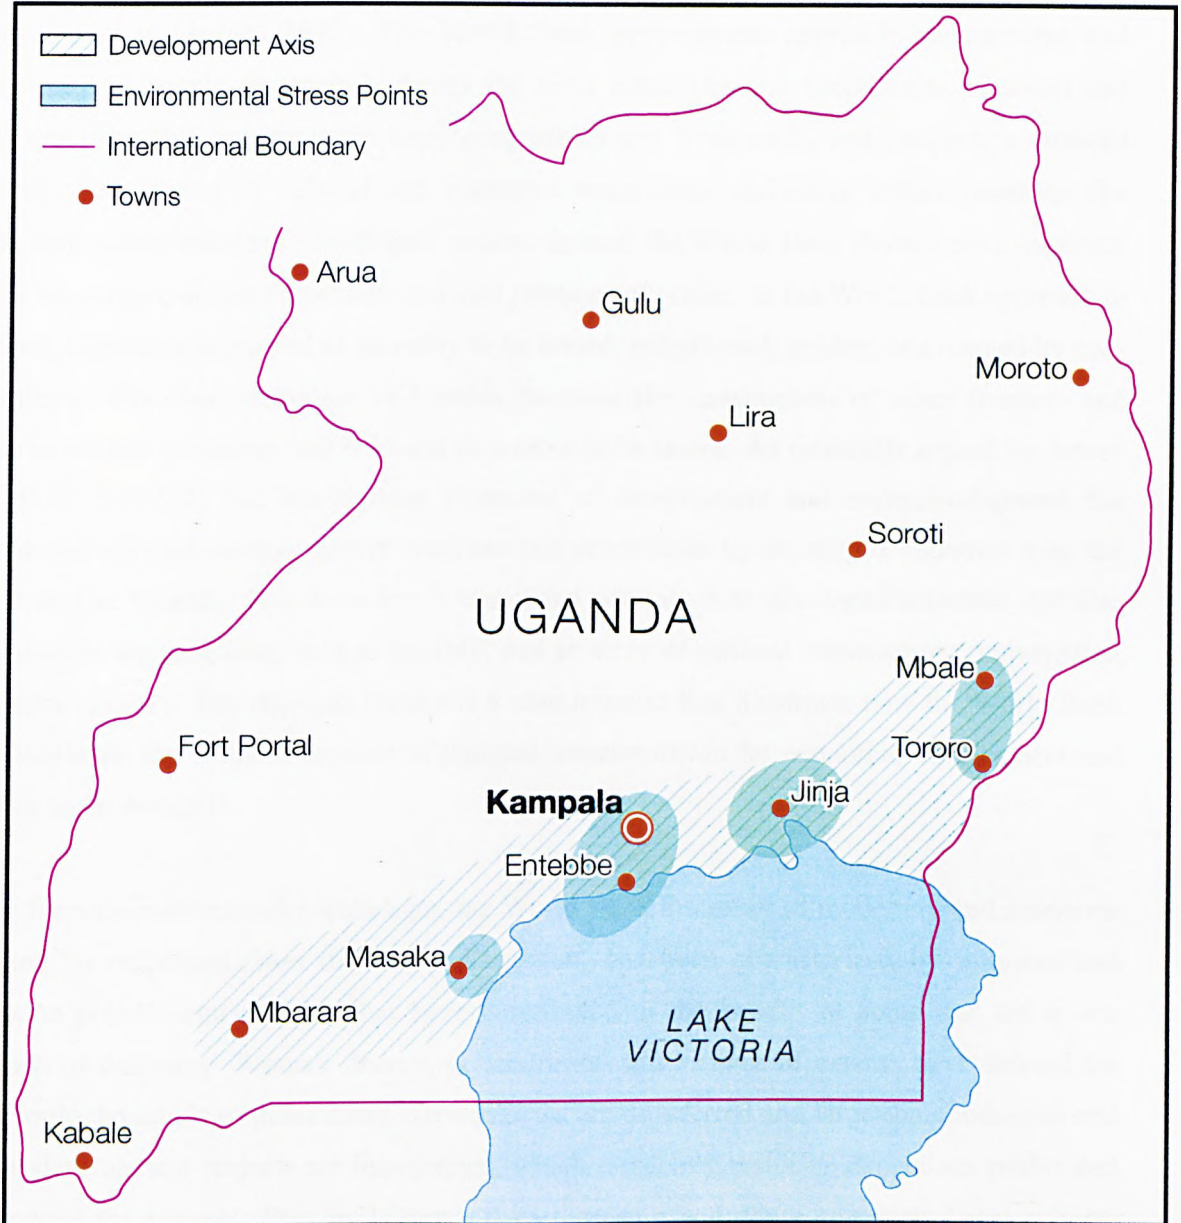 Development Axis
Environmental Stress Points
International Boundary
Towns
Arua
Gulu
Moroto
Lira
Soroti
UGANDA
Mbale
Fort Portal
Tororo
Kampala
Jinja
Entebbe
Masaka
Mbarara
LAKE
VICTORIA
Kabale